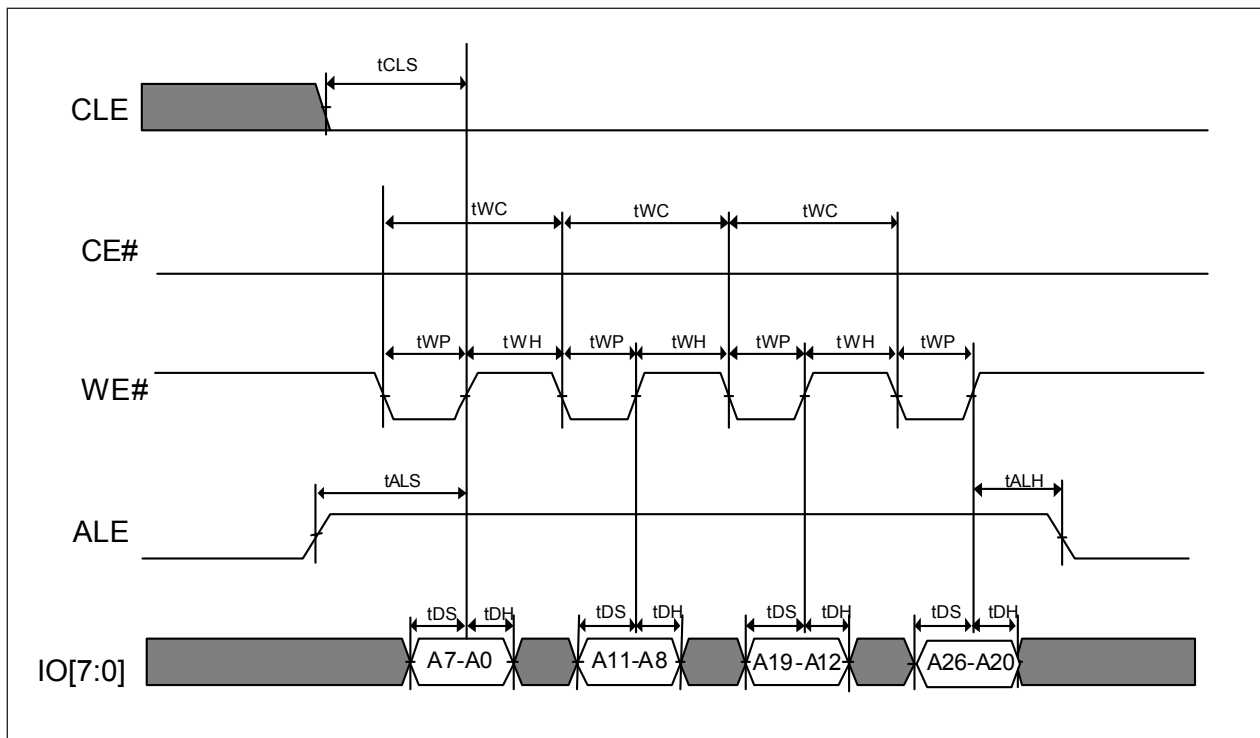 tCLS
CLE
tWC tWC tWC
CE#
tWP tWH tWP tWH tWP tWH tWP
WE#
tALS tALH
ALE
tDS tDH tDS tDH tDS tDH tDS tDH
IO[7:0] A7-A0 A11-A8 A19-A12 A26-A20